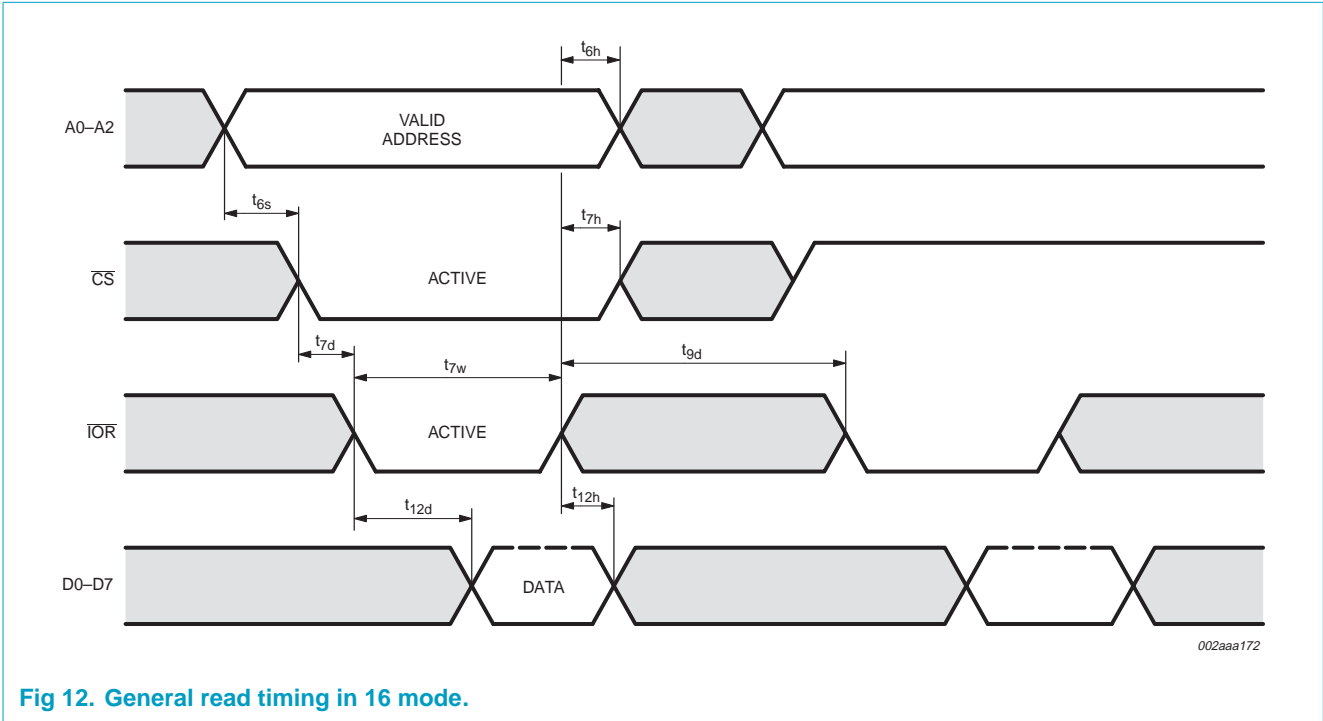 t6h
A0–A2
VALID
ADDRESS
t6s
t7h
CS
ACTIVE
t7d
t7w
t9d
IOR
ACTIVE
t12d
t12h
D0–D7
DATA
002aaa172
Fig 12. General read timing in 16 mode.